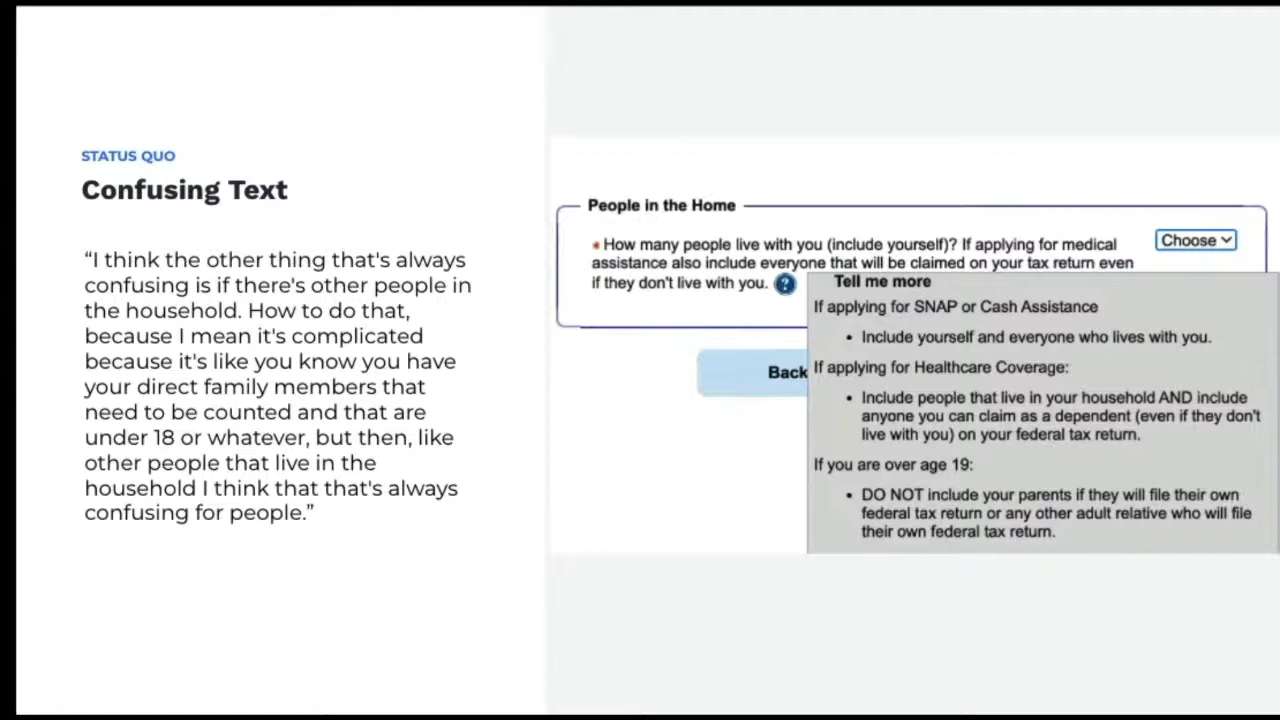 STATUS QUO
Confusing Text
“I think the other thing that's always
confusing is if there's other people in
the household. How to do that,
because I mean it's complicated
because it's like you know you have
your direct family members that
need to be counted and that are
under 18 or whatever, but then, like
other people that live in the
household I think that that's always
confusing for people.”
People in the Home
* How many people live with you (include yourself)? If applying for medical
assistance also include everyone that will be claimed on your tax return even
if they don't live with you. ?
Choose
Back
Tell me more
If applying for SNAP or Cash Assistance
• Include yourself and everyone who lives with you.
If applying for Healthcare Coverage:
• Include people that live in your household AND include
anyone you can claim as a dependent (even if they don't
live with you) on your federal tax return.
If you are over age 19:
• DO NOT include your parents if they will file their own
federal tax return or any other adult relative who will file
their own federal tax return.